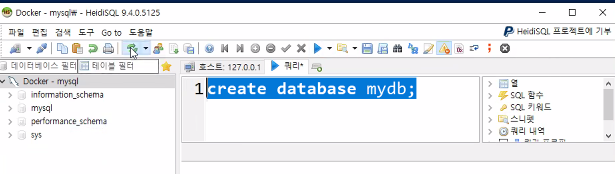 Docker - mysql\ - HeidiSQL 9.4.0.5125
파일 편집 검색 도구 Go to 도움말
HeidiSQL 프로젝트에 기부
데이터베이스 필터 테이블 필터
호스트: 127.0.0.1 쿼리*
Docker - mysql
information_schema
mysql
performance_schema
sys
1 create database mydb;
열
SQL 함수
SQL 키워드
스니펫
쿼리 내역